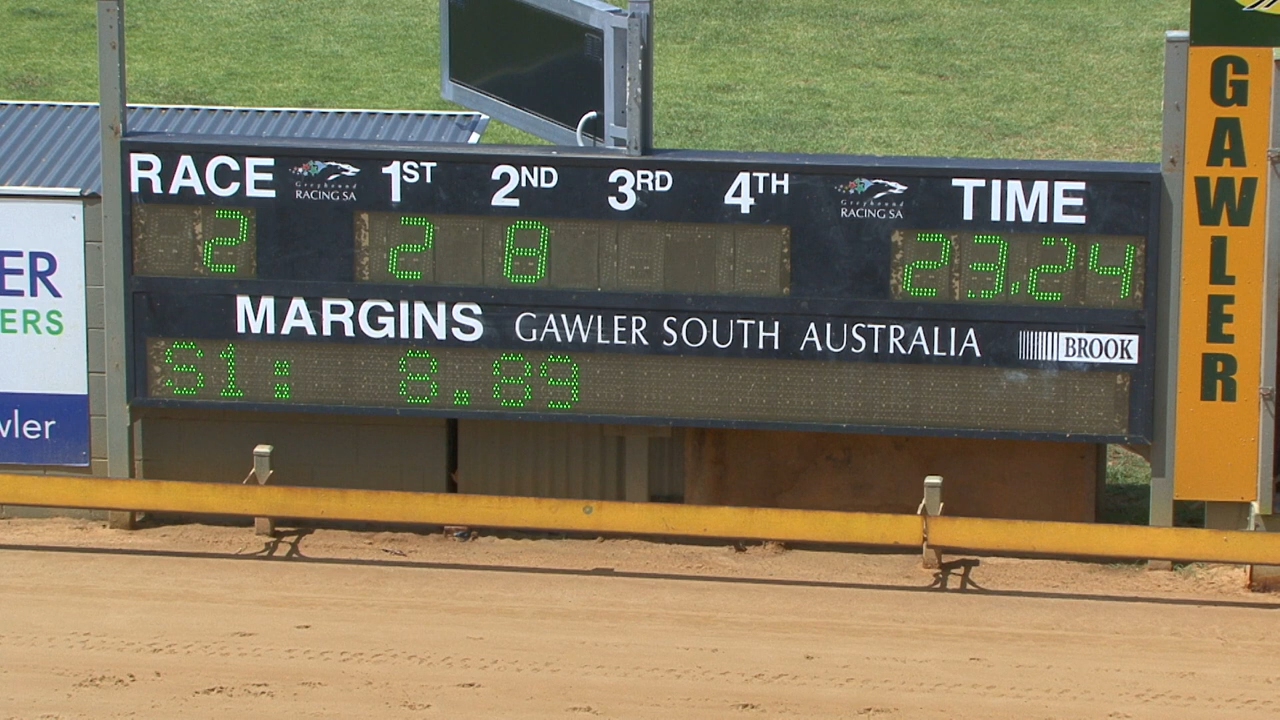 RACE 1ST 2ND 3RD 4TH TIME
Greyhound RACING SA
Greyhound RACING SA
2 2 8 23.24
MARGINS GAWLER SOUTH AUSTRALIA BROOK
S1: 8.89
GAWLER
ER
ERS
wler